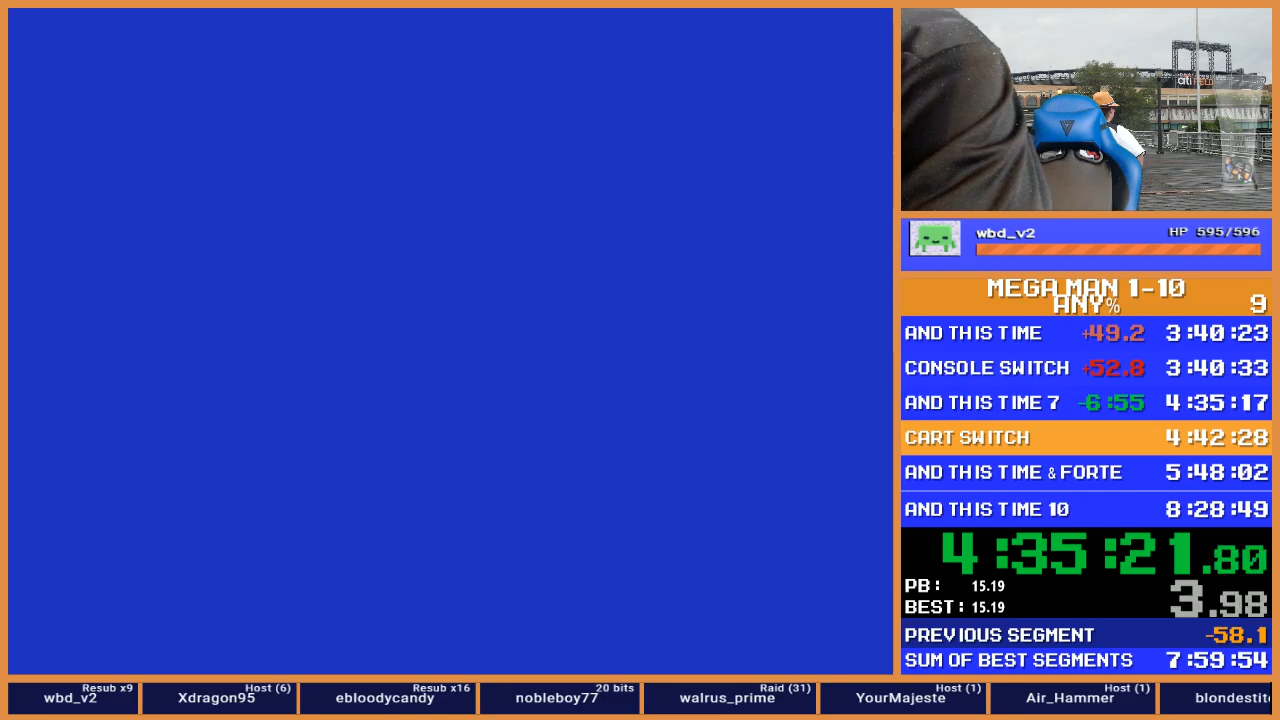 citi FIELD
wbd_v2 HP 595/596
MEGA MAN 1-10
ANY% 9
AND THIS TIME +49.2 3:40:23
CONSOLE SWITCH +52.8 3:40:33
AND THIS TIME 7 -6:55 4:35:17
CART SWITCH 4:42:28
AND THIS TIME & FORTE 5:48:02
AND THIS TIME 10 8:28:49
4:35:21.80
PB: 15.19
BEST: 15.19 3.98
PREVIOUS SEGMENT -58.1
SUM OF BEST SEGMENTS 7:59:54
Resub x9 Host (6) Resub x16 20 bits Raid (31) Host (1) Host (1)
wbd_v2 Xdragon95 ebloodycandy nobleboy77 walrus_prime YourMajeste Air_Hammer blondestit